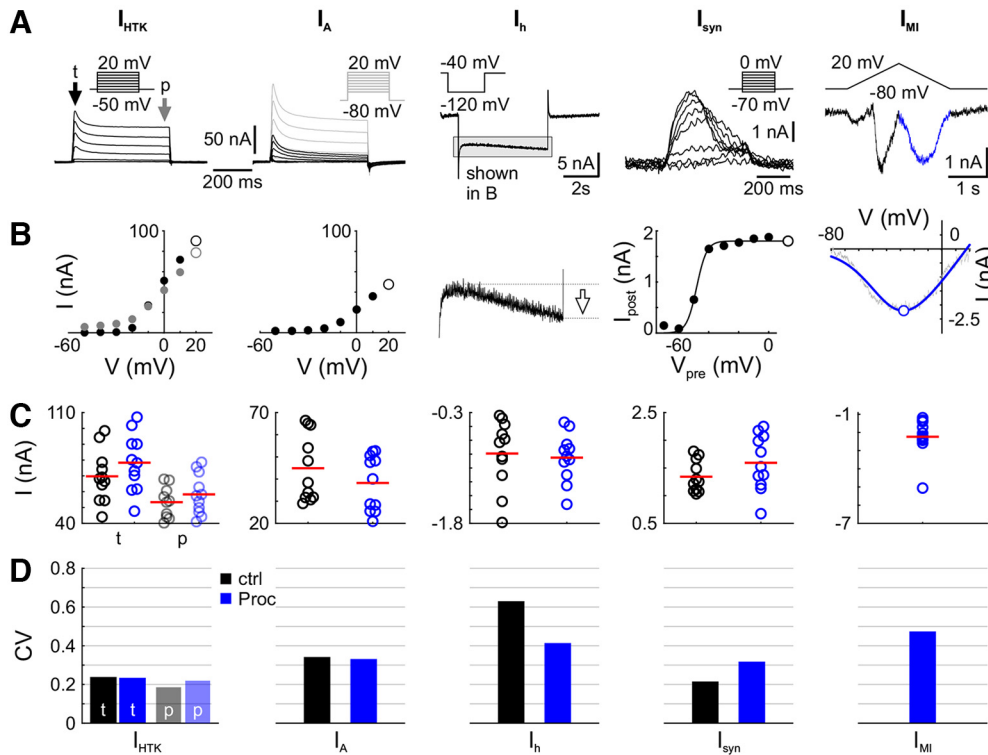 A
I_HTK
I_A
I_h
I_syn
I_MI
t
20 mV
p
-50 mV
50 nA
200 ms
20 mV
-80 mV
-40 mV
-120 mV
shown
in B
5 nA
2s
0 mV
-70 mV
1 nA
200 ms
20 mV
-80 mV
1 nA
1 s
B
I (nA)
100
-60
0
20
V (mV)
100
-60
0
20
V (mV)
I_post (nA)
2
1
0
-60
0
V_pre (mV)
V (mV)
-80
0
-2.5
C
I (nA)
110
40
t
p
70
20
-0.3
-1.8
2.5
0.5
-1
-7
D
CV
0.8
0.6
0.4
0.2
0
ctrl
Proc
t
t
p
p
I_HTK
I_A
I_h
I_syn
I_MI